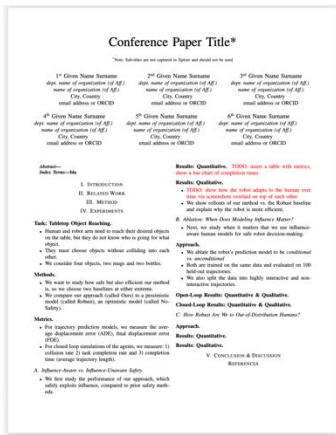 Conference Paper Title*
*Note: Sub-titles are not captured in Xplore and should not be used
1st Given Name Surname
dept. name of organization (of Aff.)
name of organization (of Aff.)
City, Country
email address or ORCID
2nd Given Name Surname
dept. name of organization (of Aff.)
name of organization (of Aff.)
City, Country
email address or ORCID
3rd Given Name Surname
dept. name of organization (of Aff.)
name of organization (of Aff.)
City, Country
email address or ORCID
4th Given Name Surname
dept. name of organization (of Aff.)
name of organization (of Aff.)
City, Country
email address or ORCID
5th Given Name Surname
dept. name of organization (of Aff.)
name of organization (of Aff.)
City, Country
email address or ORCID
6th Given Name Surname
dept. name of organization (of Aff.)
name of organization (of Aff.)
City, Country
email address or ORCID
Abstract—
Index Terms—bla
I. INTRODUCTION
II. RELATED WORK
III. METHOD
IV. EXPERIMENTS
Task: Tabletop Object Reaching.
• Human and robot arm need to reach their desired objects
on the table, but they do not know who is going for what
object.
• They must choose objects without colliding into each
other.
• We consider four objects, two mugs and two bottles.
Methods.
• We want to study how safe but also efficient our method
is, so we choose two baselines at either extreme.
• We compare our approach (called Ours) to a pessimistic
model (called Robust), an optimistic model (called No-
Safety).
Metrics.
• For trajectory prediction models, we measure the aver-
age displacement error (ADE), final displacement error
(FDE).
• For closed-loop simulations of the agents, we measure: 1)
collision rate 2) task completion rate and 3) completion
time (average trajectory length).
A. Influence-Aware vs. Influence-Unaware Safety
• We first study the performance of our approach, which
safely exploits influence, compared to prior safety meth-
ods.
Results: Quantitative. TODO: insert a table with metrics,
show a bar chart of completion times
Results: Qualitative.
• TODO: show how the robot adapts to the human over
time via screenshots overlaid on top of each other
• We show rollouts of our method vs. the Robust baseline
and explain why the robot is more efficient.
B. Ablation: When Does Modeling Influence Matter?
• Next, we study when it matters that we use influence-
aware human models for safe robot decision-making.
Approach.
• We ablate the robot's prediction model to be conditional
vs. unconditional
• Both are trained on the same data and evaluated on 100
held-out trajectories.
• We also split the data into highly interactive and non-
interactive trajectories.
Open-Loop Results: Quantitative & Qualitative.
Closed-Loop Results: Quantitative & Qualitative.
C. How Robust Are We to Out-of-Distribution Humans?
Approach.
Results: Quantitative.
Results: Qualitative.
V. CONCLUSION & DISCUSSION
REFERENCES